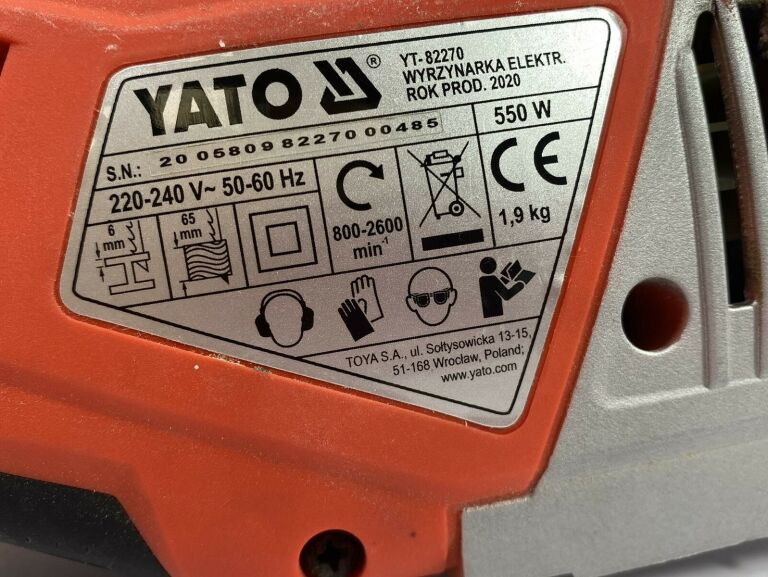 YATO ®
YT-82270
WYRZYNARKA ELEKTR.
ROK PROD. 2020
S.N.: 20 05809 82270 00485
550 W
220-240 V~ 50-60 Hz
6 mm
65 mm
800-2600
min-1
CE
1,9 kg
TOYA S.A., ul. Sołtysowicka 13-15,
51-168 Wrocław, Poland;
www.yato.com